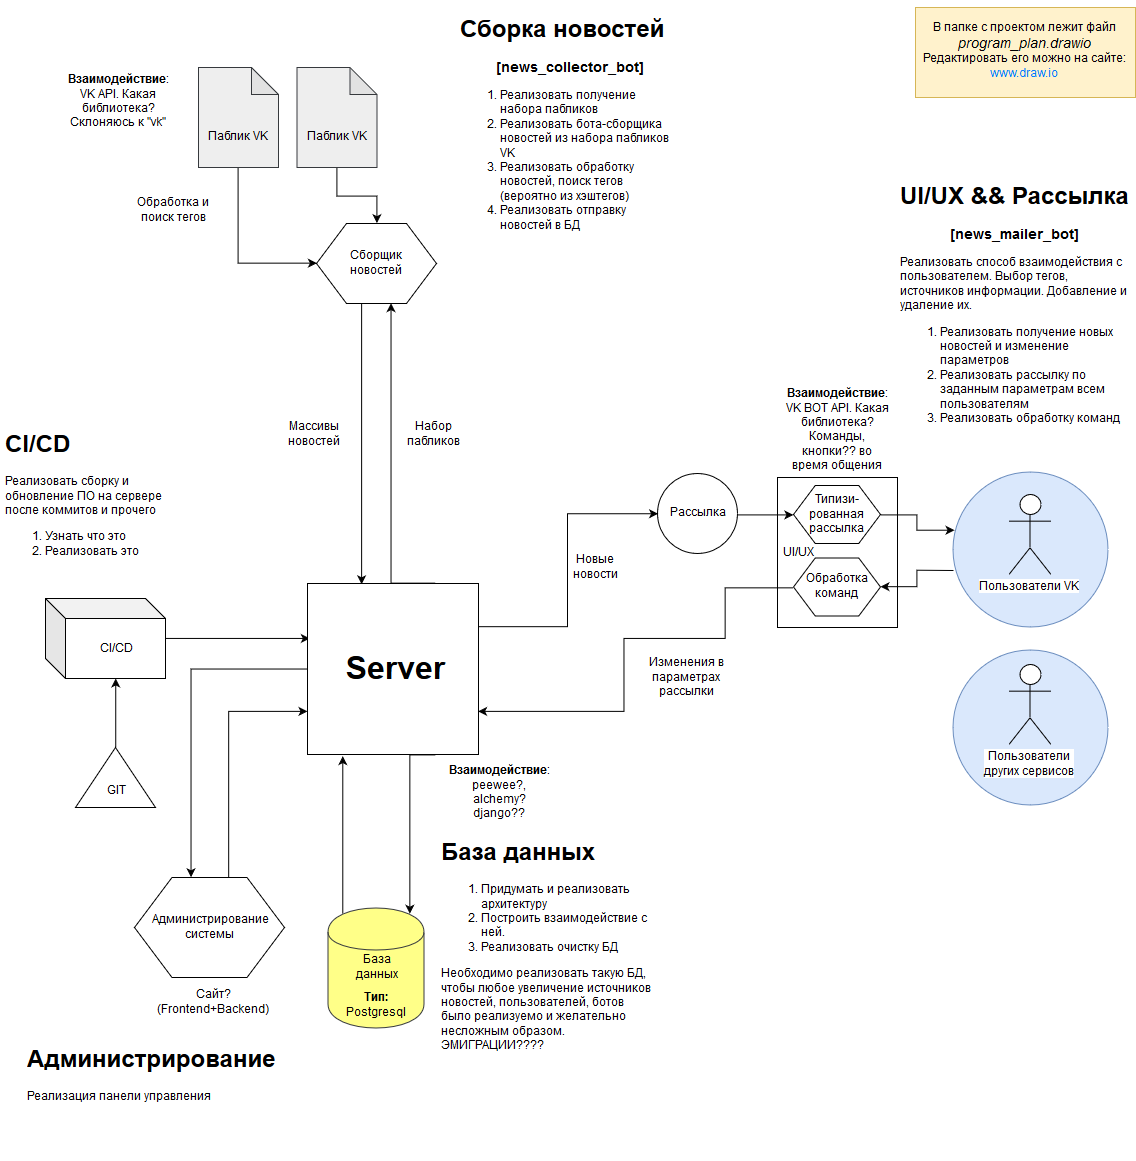 Сборка новостей
[news_collector_bot]
1. Реализовать получение
набора пабликов
2. Реализовать бота-сборщика
новостей из набора пабликов
VK
3. Реализовать обработку
новостей, поиск тегов
(вероятно из хэштегов)
4. Реализовать отправку
новостей в БД
В папке с проектом лежит файл
program_plan.drawio
Редактировать его можно на сайте:
www.draw.io
Взаимодействие:
VK API. Какая
библиотека?
Склоняюсь к "vk"
Паблик VK
Паблик VK
Обработка и
поиск тегов
Сборщик
новостей
UI/UX && Рассылка
[news_mailer_bot]
Реализовать способ взаимодействия с
пользователем. Выбор тегов,
источников информации. Добавление и
удаление их.
1. Реализовать получение новых
новостей и изменение
параметров
2. Реализовать рассылку по
заданным параметрам всем
пользователям
3. Реализовать обработку команд
Массивы
новостей
Набор
пабликов
Взаимодействие:
VK BOT API. Какая
библиотека?
Команды,
кнопки?? во
время общения
CI/CD
Реализовать сборку и
обновление ПО на сервере
после коммитов и прочего
1. Узнать что это
2. Реализовать это
Рассылка
Типизи-
рованная
рассылка
UI/UX
Обработка
команд
Пользователи VK
Новые
новости
CI/CD
Server
Изменения в
параметрах
рассылки
Пользователи
других сервисов
GIT
Взаимодействие:
peewee?,
alchemy?
django??
База данных
1. Придумать и реализовать
архитектуру
2. Построить взаимодействие с
ней.
3. Реализовать очистку БД
Необходимо реализовать такую БД,
чтобы любое увеличение источников
новостей, пользователей, ботов
было реализуемо и желательно
несложным образом.
ЭМИГРАЦИИ????
Администрирование
системы
Сайт?
(Frontend+Backend)
База
данных
Тип:
Postgresql
Администрирование
Реализация панели управления